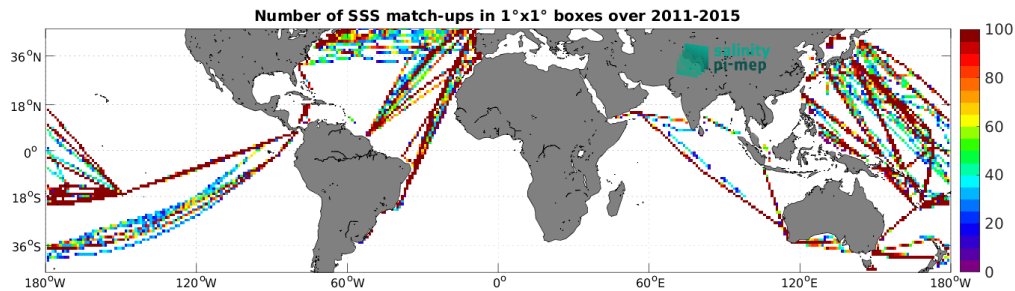 Number of SSS match-ups in 1°x1° boxes over 2011-2015
salinity
pi-mep
36°N
18°N
0°
18°S
36°S
180°W
120°W
60°W
0°
60°E
120°E
180°W
100
80
60
40
20
0